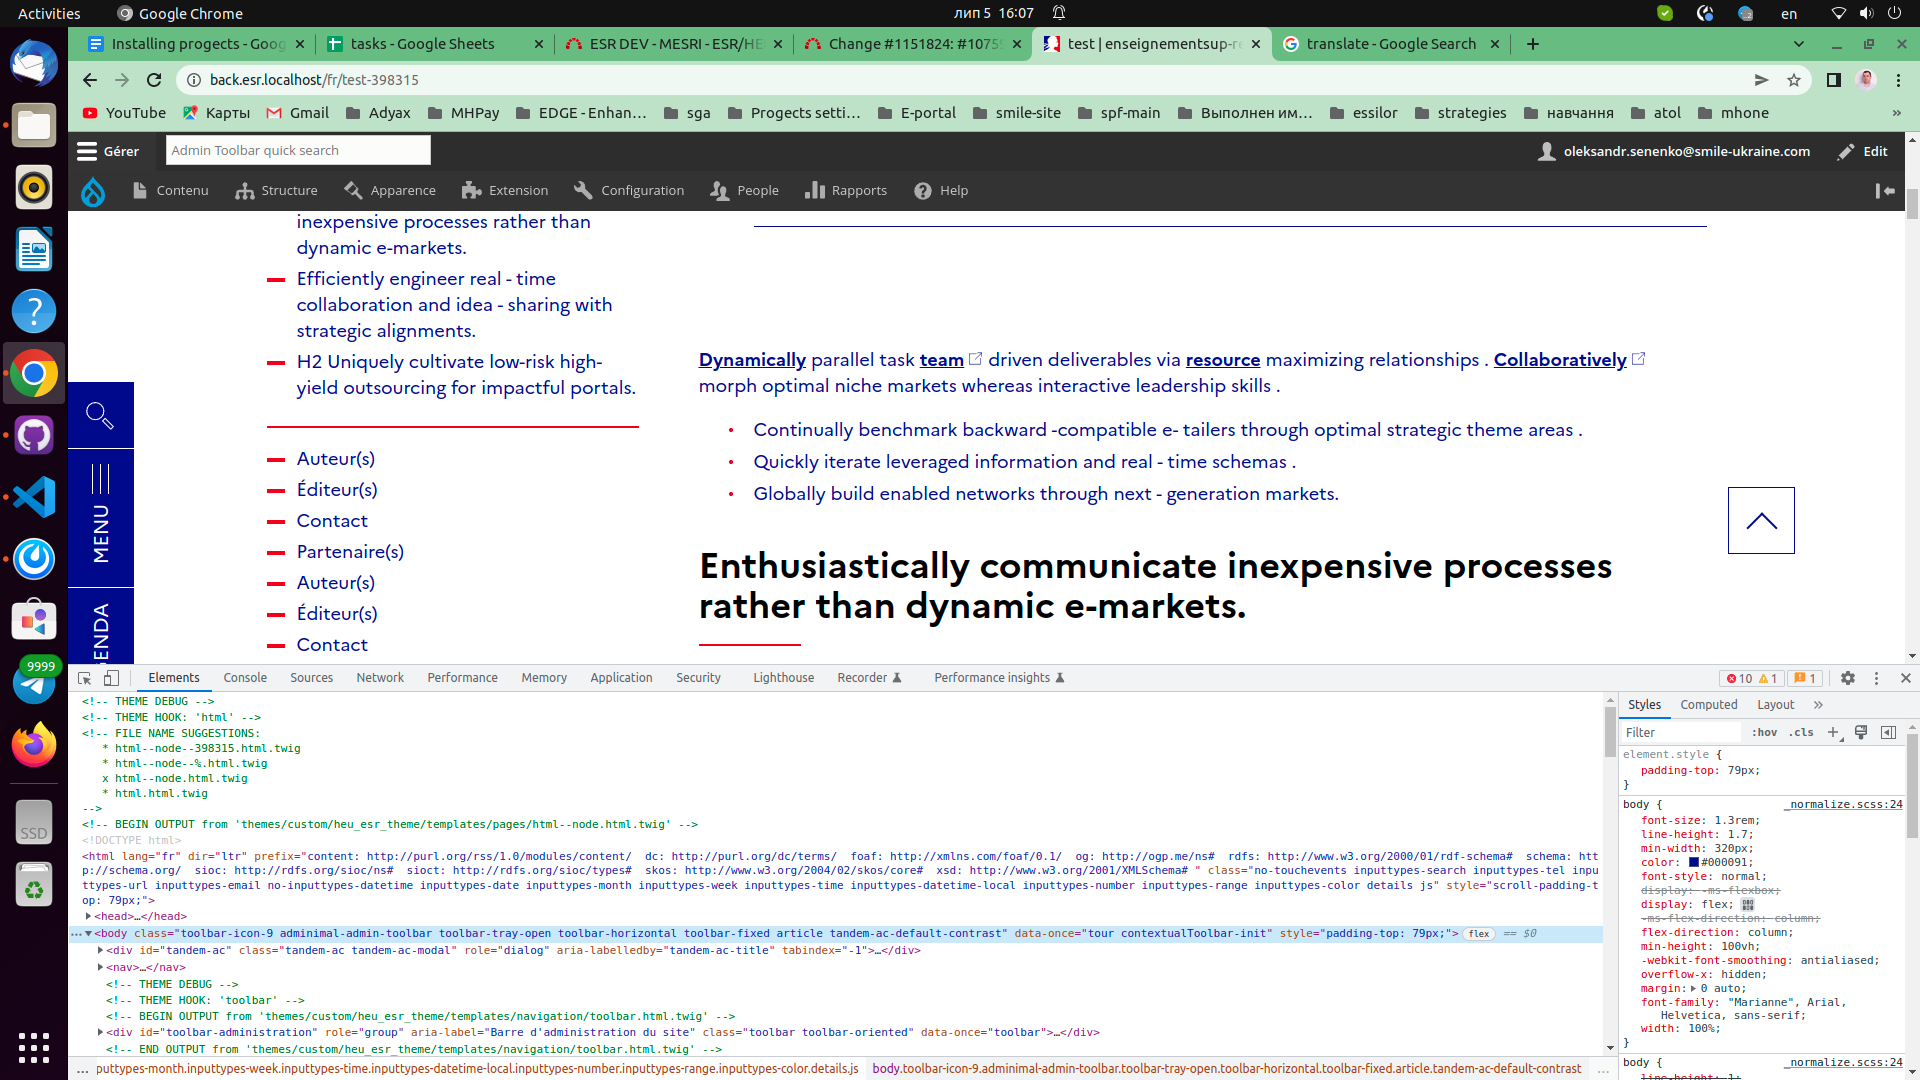 Activities
Google Chrome
лип 5 16:07
en
Installing progects - Goog
tasks - Google Sheets
ESR DEV - MESRI - ESR/HE
Change #1151824: #1075
test | enseignementsup-re
translate - Google Search
back.esr.localhost/fr/test-398315
YouTube
Карты
Gmail
Adyax
MHPay
EDGE - Enhan…
sga
Progects setti…
E-portal
smile-site
spf-main
Выполнен им…
essilor
strategies
навчання
atol
mhone
»
Gérer
Admin Toolbar quick search
oleksandr.senenko@smile-ukraine.com
Edit
Contenu
Structure
Apparence
Extension
Configuration
People
Rapports
Help
inexpensive processes rather than
dynamic e-markets.
Efficiently engineer real - time
collaboration and idea - sharing with
strategic alignments.
H2 Uniquely cultivate low-risk high-
yield outsourcing for impactful portals.
Auteur(s)
Éditeur(s)
Contact
Partenaire(s)
Auteur(s)
Éditeur(s)
Contact
MENU
GENDA
Dynamically parallel task team driven deliverables via resource maximizing relationships . Collaboratively
morph optimal niche markets whereas interactive leadership skills .
Continually benchmark backward -compatible e- tailers through optimal strategic theme areas .
Quickly iterate leveraged information and real - time schemas .
Globally build enabled networks through next - generation markets.
Enthusiastically communicate inexpensive processes
rather than dynamic e-markets.
9999
SSD
Elements
Console
Sources
Network
Performance
Memory
Application
Security
Lighthouse
Recorder
Performance insights
10
1
1
<!-- THEME DEBUG -->
<!-- THEME HOOK: 'html' -->
<!-- FILE NAME SUGGESTIONS:
* html--node--398315.html.twig
* html--node--%.html.twig
x html--node.html.twig
* html.html.twig
-->
<!-- BEGIN OUTPUT from 'themes/custom/heu_esr_theme/templates/pages/html--node.html.twig' -->
<!DOCTYPE html>
<html lang="fr" dir="ltr" prefix="content: http://purl.org/rss/1.0/modules/content/  dc: http://purl.org/dc/terms/  foaf: http://xmlns.com/foaf/0.1/  og: http://ogp.me/ns#  rdfs: http://www.w3.org/2000/01/rdf-schema#  schema: htt
p://schema.org/  sioc: http://rdfs.org/sioc/ns#  sioct: http://rdfs.org/sioc/types#  skos: http://www.w3.org/2004/02/skos/core#  xsd: http://www.w3.org/2001/XMLSchema# " class="no-touchevents inputtypes-search inputtypes-tel inpu
ttypes-url inputtypes-email no-inputtypes-datetime inputtypes-date inputtypes-month inputtypes-week inputtypes-time inputtypes-datetime-local inputtypes-number inputtypes-range inputtypes-color details js" style="scroll-padding-t
op: 79px;">
<head>…</head>
<body class="toolbar-icon-9 adminimal-admin-toolbar toolbar-tray-open toolbar-horizontal toolbar-fixed article tandem-ac-default-contrast" data-once="tour contextualToolbar-init" style="padding-top: 79px;"> flex == $0
<div id="tandem-ac" class="tandem-ac tandem-ac-modal" role="dialog" aria-labelledby="tandem-ac-title" tabindex="-1">…</div>
<nav>…</nav>
<!-- THEME DEBUG -->
<!-- THEME HOOK: 'toolbar' -->
<!-- BEGIN OUTPUT from 'themes/custom/heu_esr_theme/templates/navigation/toolbar.html.twig' -->
<div id="toolbar-administration" role="group" aria-label="Barre d'administration du site" class="toolbar toolbar-oriented" data-once="toolbar">…</div>
<!-- END OUTPUT from 'themes/custom/heu_esr_theme/templates/navigation/toolbar.html.twig' -->
… puttypes-month.inputtypes-week.inputtypes-time.inputtypes-datetime-local.inputtypes-number.inputtypes-range.inputtypes-color.details.js
body.toolbar-icon-9.adminimal-admin-toolbar.toolbar-tray-open.toolbar-horizontal.toolbar-fixed.article.tandem-ac-default-contrast …
Styles
Computed
Layout
»
Filter
:hov
.cls
+
element.style {
padding-top: 79px;
}
body {
_normalize.scss:24
font-size: 1.3rem;
line-height: 1.7;
min-width: 320px;
color: #000091;
font-style: normal;
display: -ms-flexbox;
display: flex;
-ms-flex-direction: column;
flex-direction: column;
min-height: 100vh;
-webkit-font-smoothing: antialiased;
overflow-x: hidden;
margin: 0 auto;
font-family: "Marianne", Arial,
Helvetica, sans-serif;
width: 100%;
}
body {
_normalize.scss:24
line-height: 1;